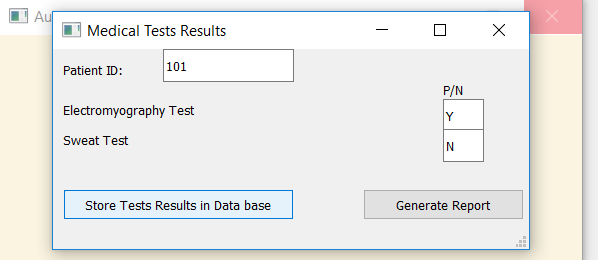 Au
Medical Tests Results
Patient ID:
101
P/N
Electromyography Test
Y
Sweat Test
N
Store Tests Results in Data base
Generate Report